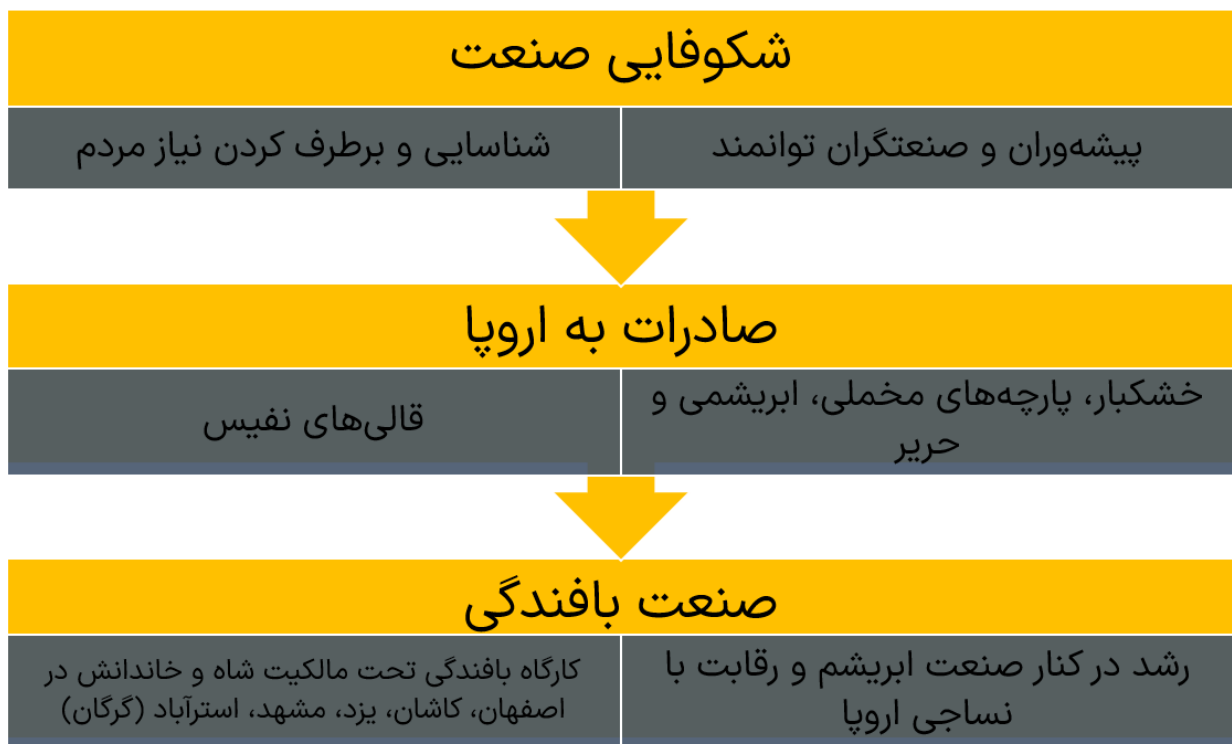 شکوفایی صنعت
پیشه‌وران و صنعتگران توانمند
شناسایی و برطرف کردن نیاز مردم
صادرات به اروپا
خشکبار، پارچه‌های مخملی، ابریشمی و
حریر
قالی‌های نفیس
صنعت بافندگی
رشد در کنار صنعت ابریشم و رقابت با
نساجی اروپا
کارگاه بافندگی تحت مالکیت شاه و خاندانش در
اصفهان، کاشان، یزد، مشهد، استرآباد (گرگان)